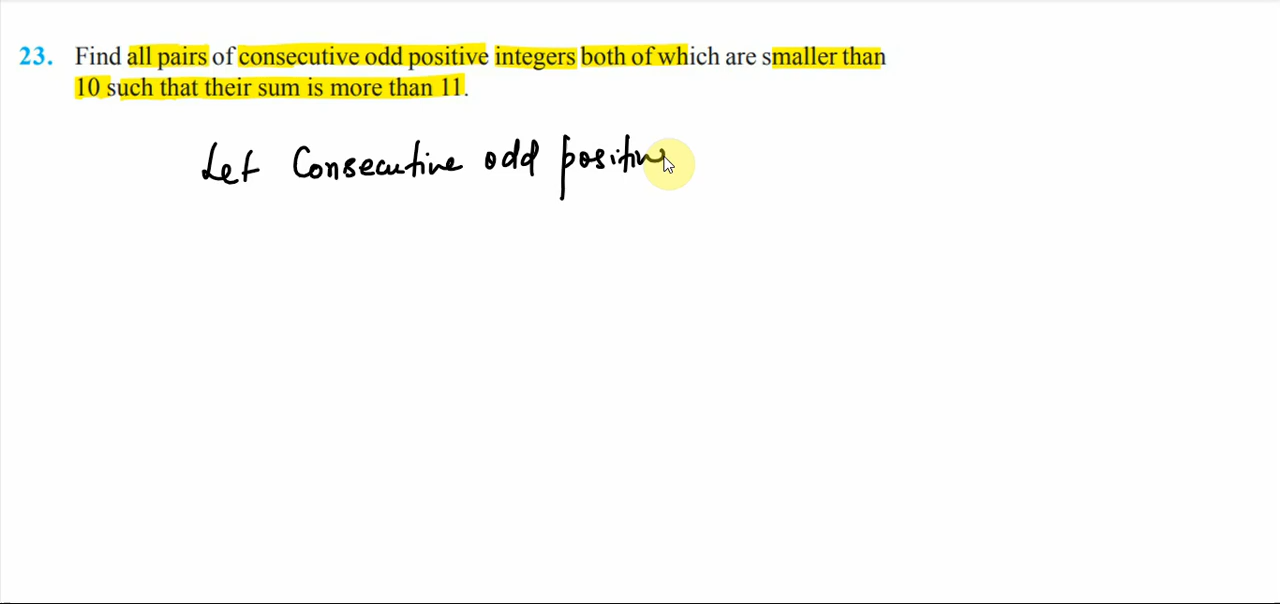 23. Find all pairs of consecutive odd positive integers both of which are smaller than
10 such that their sum is more than 11.
Let Consecutive odd positive